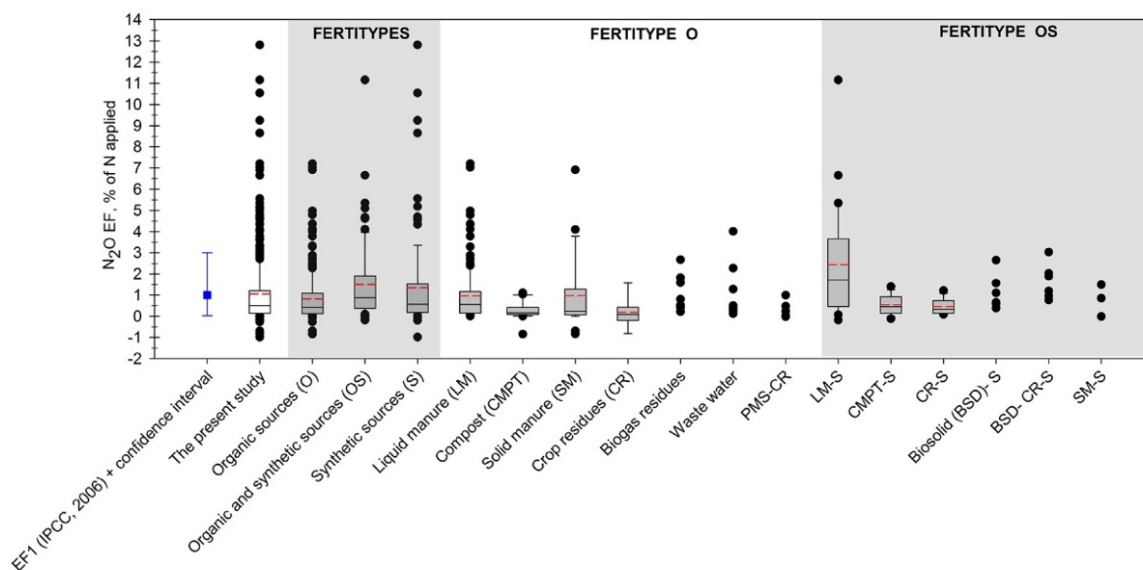 FERTITYPES
FERTITYPE O
FERTITYPE OS
N₂O EF, % of N applied
14
13
12
11
10
9
8
7
6
5
4
3
2
1
0
-1
-2
EF1 (IPCC, 2006) + confidence interval
The present study
Organic sources (O)
Organic and synthetic sources (OS)
Synthetic sources (S)
Liquid manure (LM)
Compost (CMPT)
Solid manure (SM)
Crop residues (CR)
Biogas residues
Waste water
PMS-CR
LM-S
CMPT-S
CR-S
Biosolid (BSD)- S
BSD- CR-S
SM-S